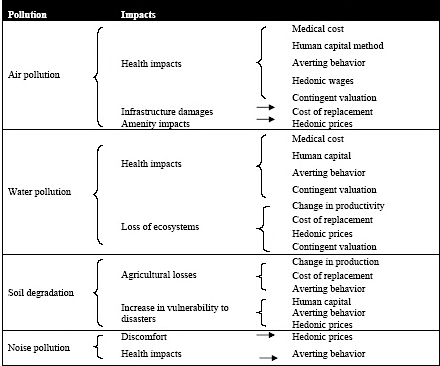 Pollution Impacts
Medical cost
Human capital method
Air pollution Health impacts Averting behavior
Hedonic wages
Contingent valuation
Infrastructure damages Cost of replacement
Amenity impacts Hedonic prices
Medical cost
Health impacts Human capital
Averting behavior
Water pollution Contingent valuation
Change in productivity
Loss of ecosystems Cost of replacement
Hedonic prices
Contingent valuation
Change in production
Agricultural losses Cost of replacement
Averting behavior
Soil degradation Human capital
Increase in vulnerability to Averting behavior
disasters Hedonic prices
Discomfort Hedonic prices
Noise pollution
Health impacts Averting behavior